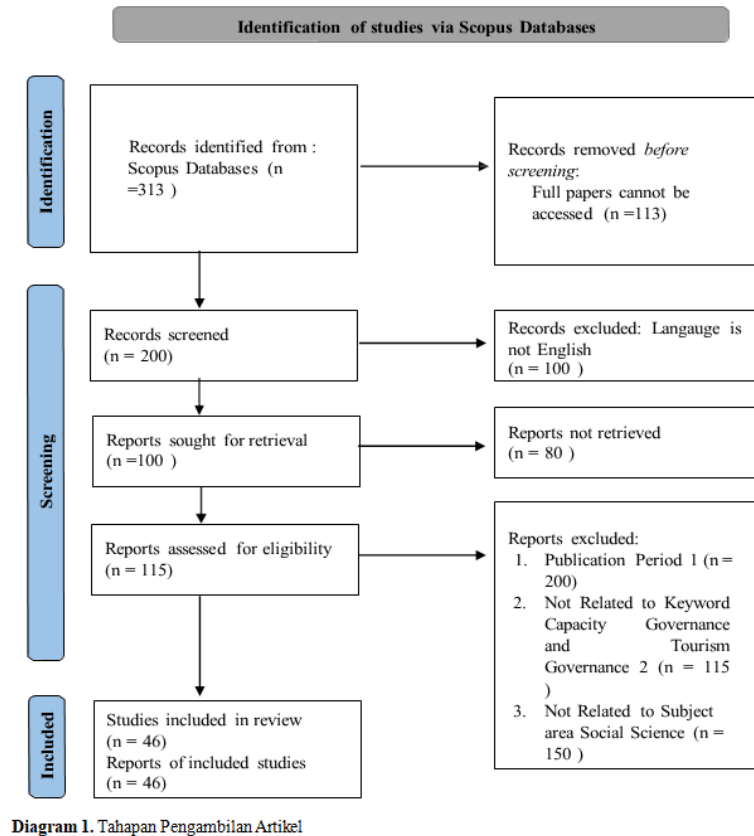 Identification of studies via Scopus Databases
Identification
Records identified from :
Scopus Databases (n
=313 )
Records removed before
screening:
Full papers cannot be
accessed (n =113)
Screening
Records screened
(n = 200)
Records excluded: Langauge is
not English
(n = 100 )
Reports sought for retrieval
(n =100 )
Reports not retrieved
(n = 80 )
Reports assessed for eligibility
(n = 115)
Reports excluded:
1. Publication Period 1 (n =
200)
2. Not Related to Keyword
Capacity Governance
and Tourism
Governance 2 (n = 115
)
3. Not Related to Subject
area Social Science (n =
150 )
Included
Studies included in review
(n = 46)
Reports of included studies
(n = 46)
Diagram 1. Tahapan Pengambilan Artikel